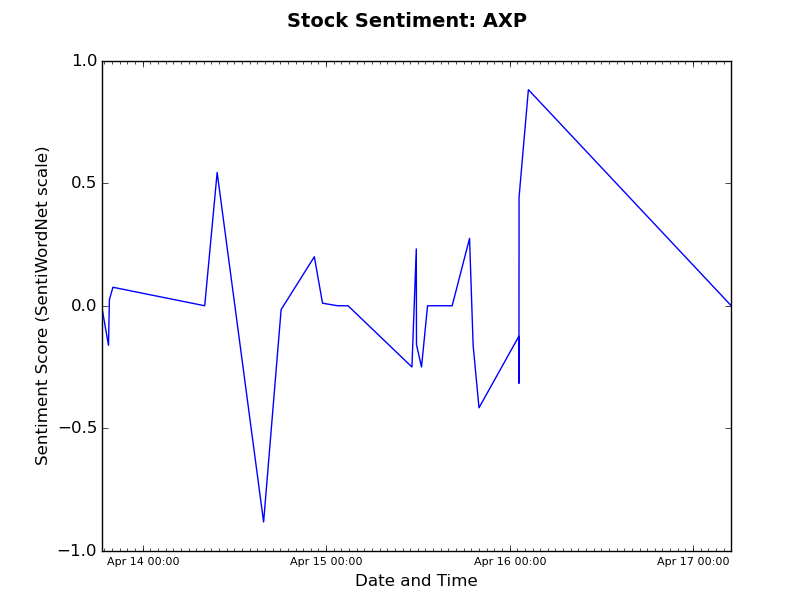 Stock Sentiment: AXP
1.0
0.5
0.0
−0.5
−1.0
Sentiment Score (SentiWordNet scale)
Apr 14 00:00
Apr 15 00:00
Apr 16 00:00
Apr 17 00:00
Date and Time